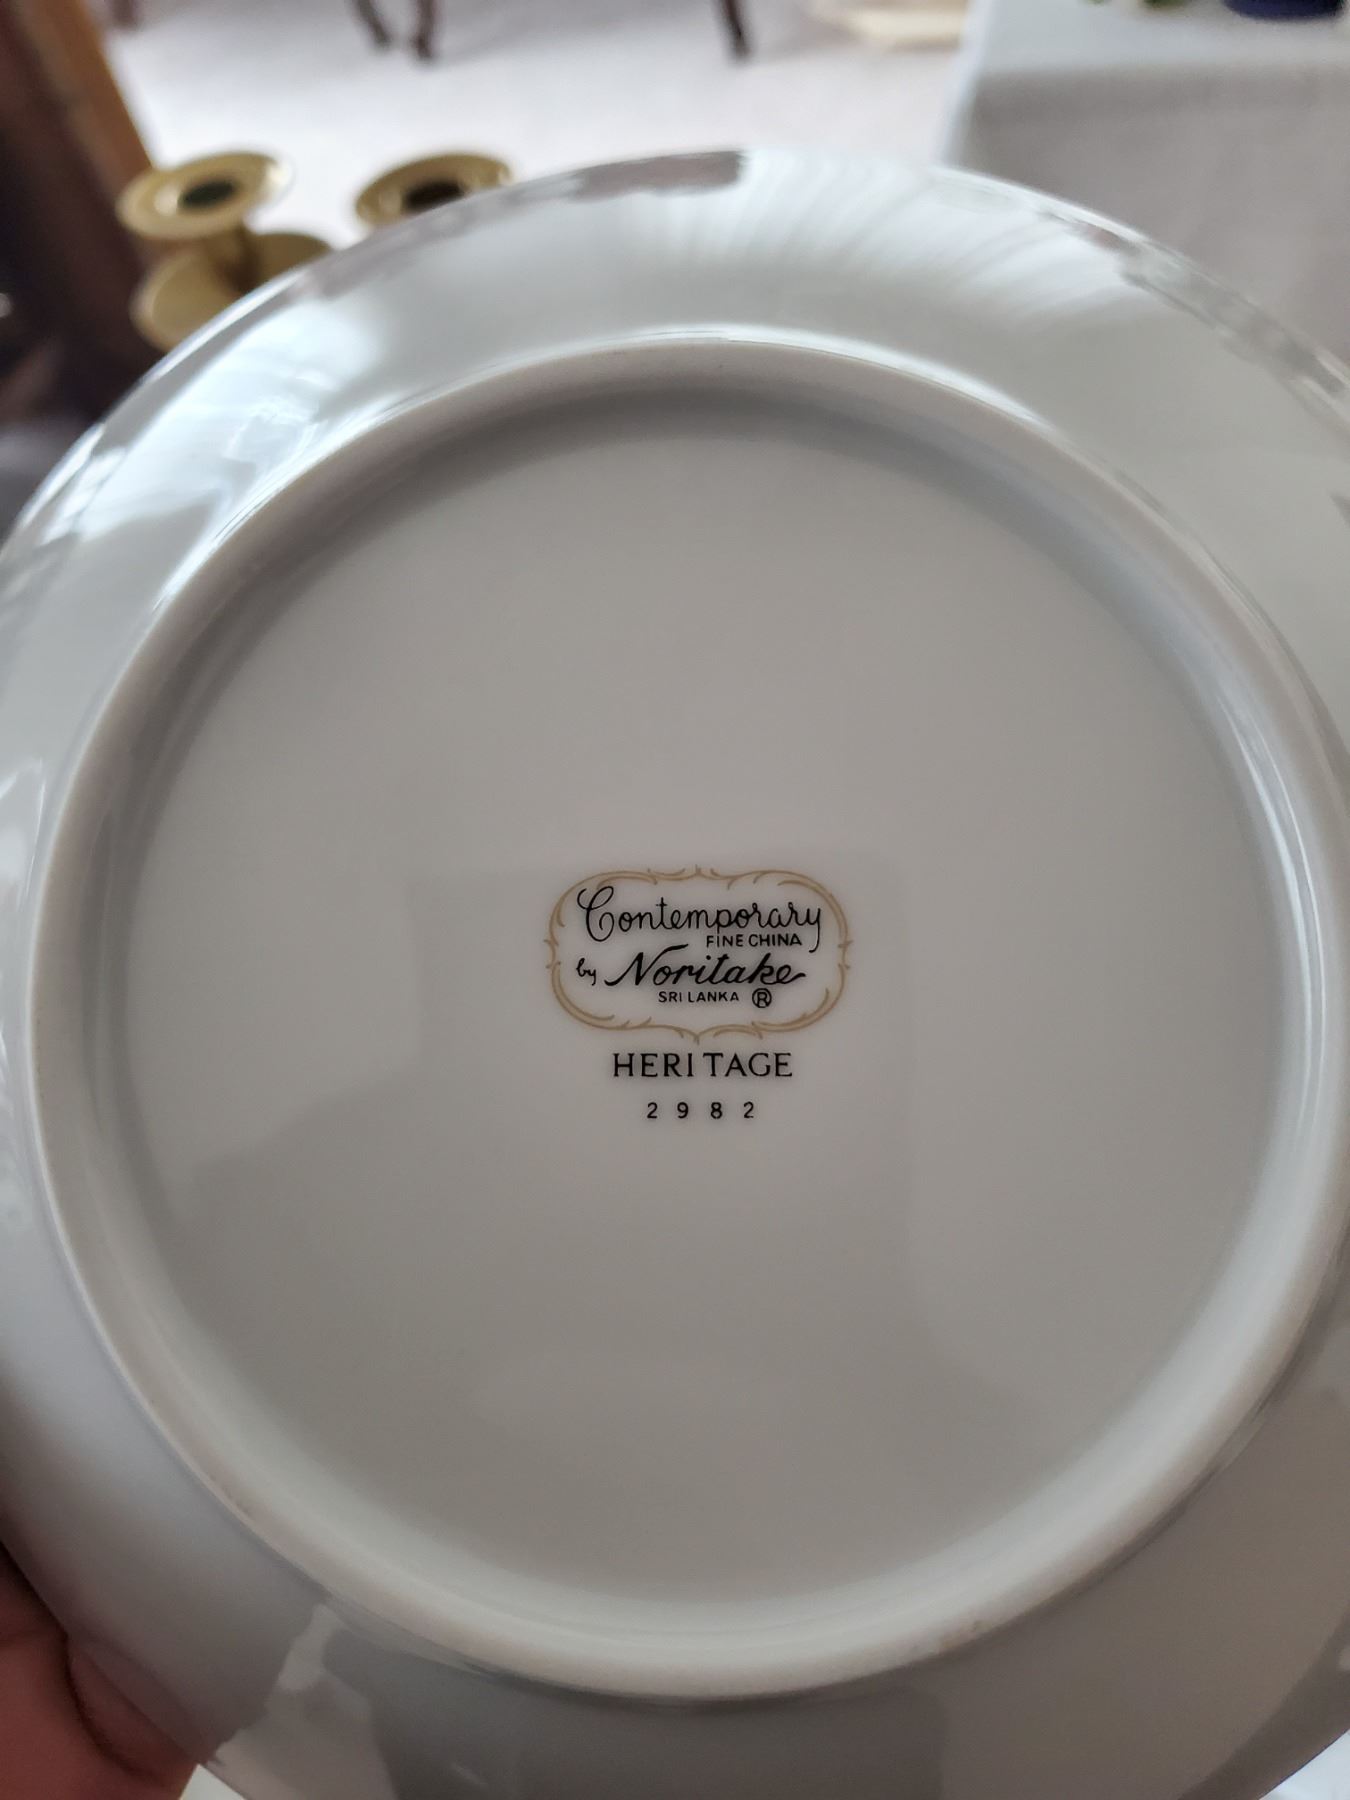 Contemporary
FINE CHINA
by Noritake
SRI LANKA ®
HERITAGE
2982